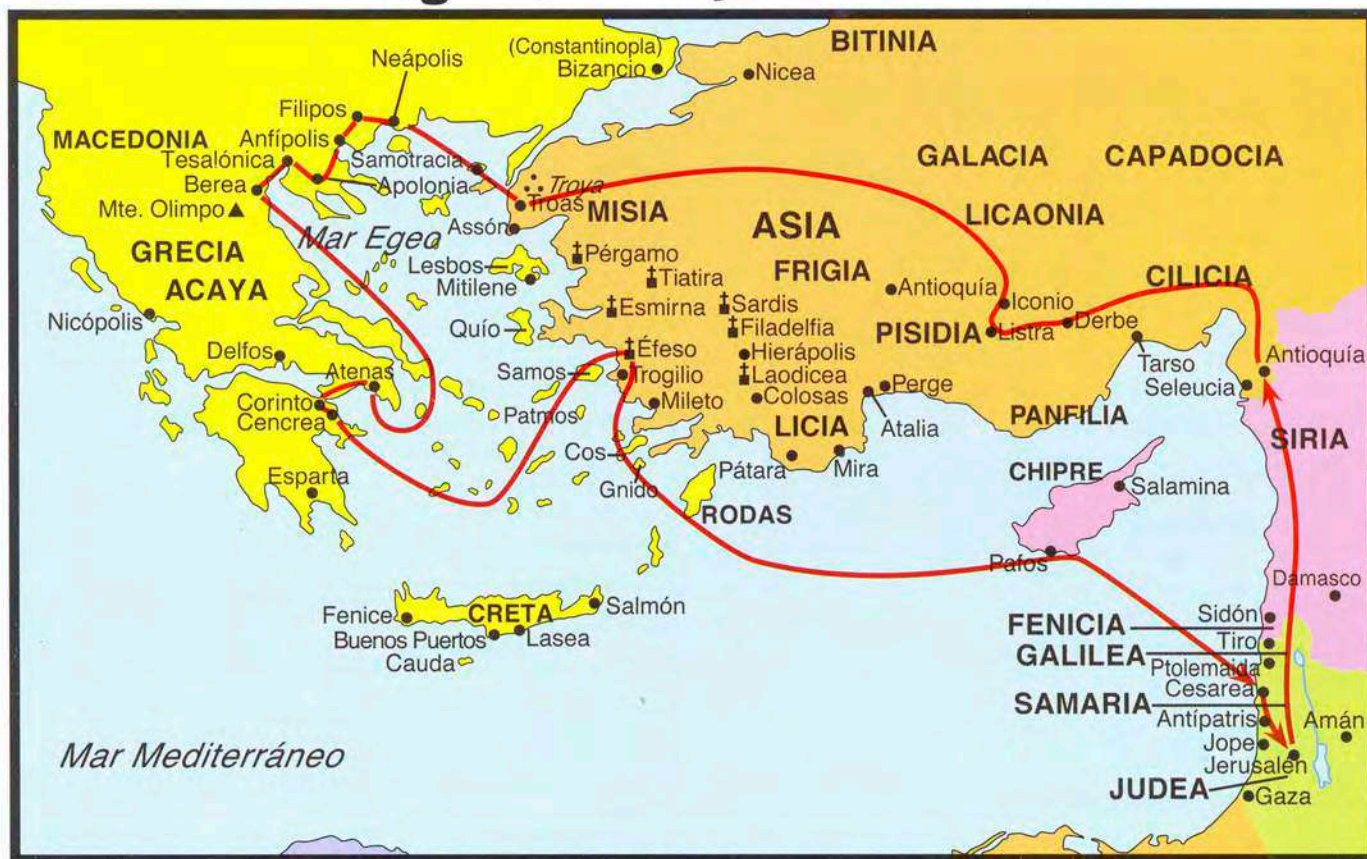 (Constantinopla)
Bizancio
BITINIA
Nicea
Neápolis
Filipos
MACEDONIA
Anfípolis
Tesalónica
Samotracia
Berea
Apolonia
Troya
Troas
Mte. Olimpo
Assón
Mar Egeo
GRECIA
ACAYA
MISIA
ASIA
FRIGIA
GALACIA
CAPADOCIA
LICAONIA
CILICIA
Pérgamo
Lesbos
Mitilene
Tiatira
Antioquía
Iconio
Nicópolis
Quío
Esmirna
Sardis
Filadelfia
PISIDIA
Listra
Derbe
Delfos
Éfeso
Hierápolis
Tarso
Antioquía
Atenas
Samos
Trogilio
Laodicea
Perge
Seleucia
Corinto
Cencrea
Patmos
Mileto
Colosas
Atalia
PANFILIA
LICIA
SIRIA
Cos
Esparta
Gnido
Pátara
Mira
CHIPRE
Salamina
RODAS
Pafos
Damasco
Fenice
CRETA
Salmón
Buenos Puertos
Lasea
Cauda
Sidón
FENICIA
Tiro
GALILEA
Ptolemaida
Cesarea
SAMARIA
Antípatris
Amán
Jope
Jerusalén
JUDEA
Gaza
Mar Mediterráneo